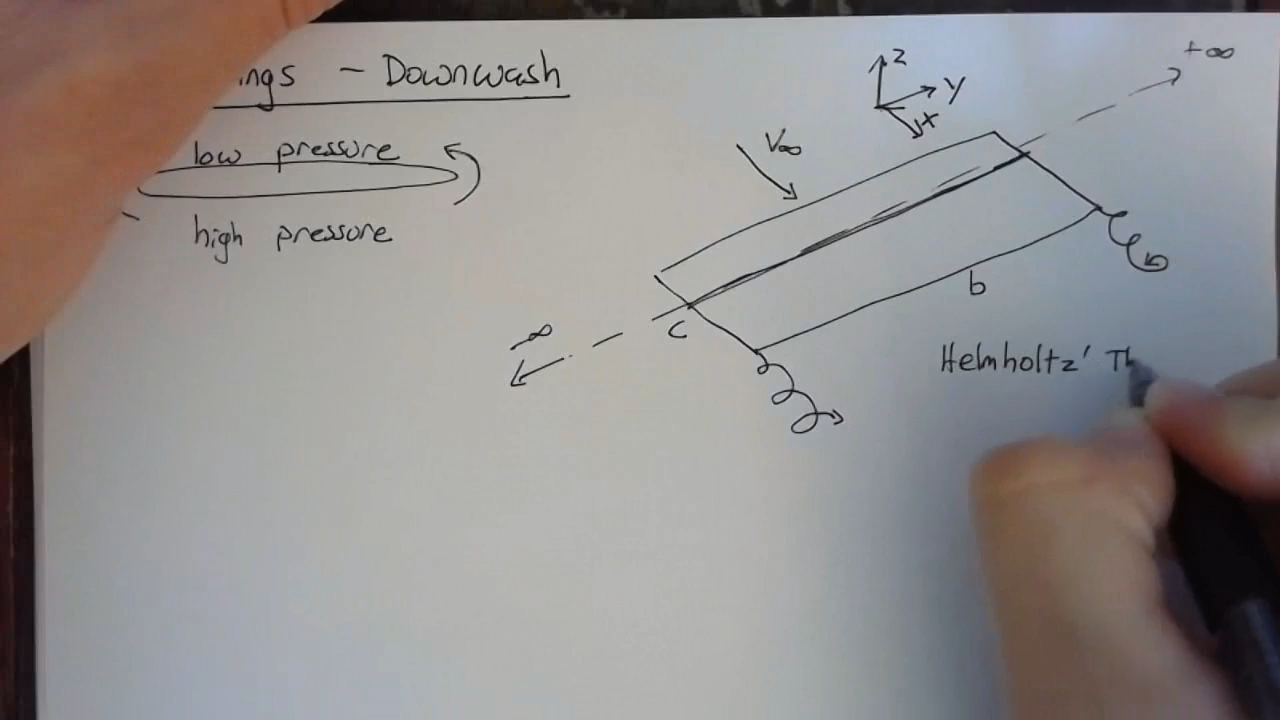 ings - Downwash
low pressure
high pressure
z
y
x
V∞
+∞
-∞
c
b
Helmholtz' Th